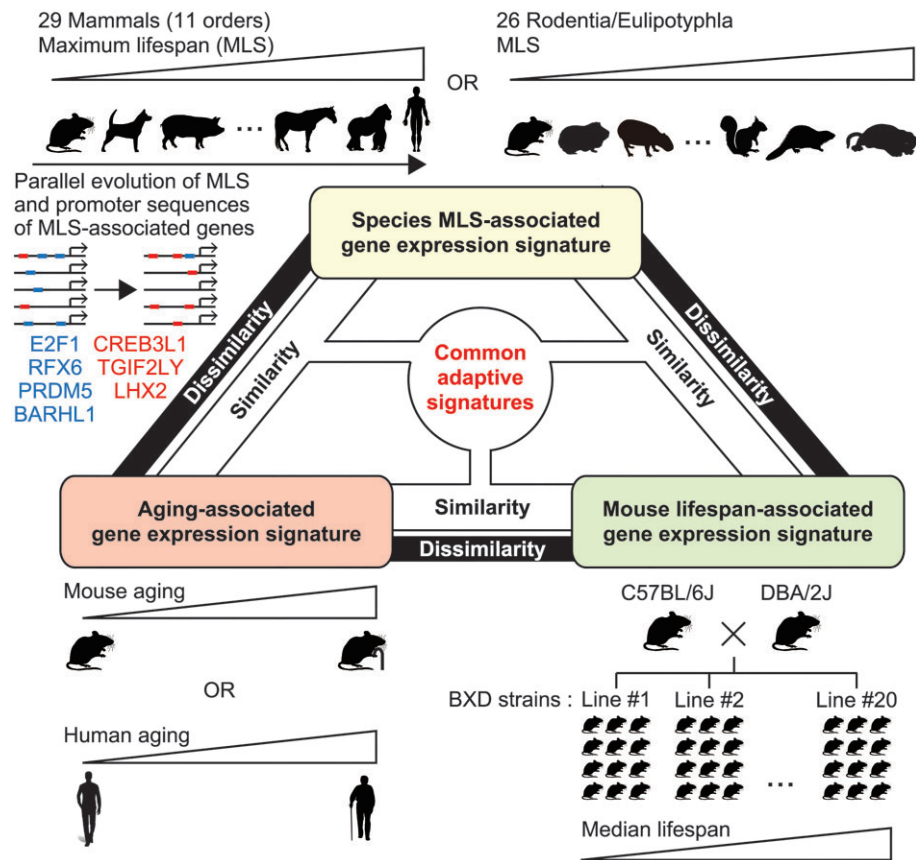 29 Mammals (11 orders)
Maximum lifespan (MLS)
OR
26 Rodentia/Eulipotyphla
MLS
...
...
Parallel evolution of MLS
and promoter sequences
of MLS-associated genes
E2F1 CREB3L1
RFX6 TGIF2LY
PRDM5 LHX2
BARHL1
Species MLS-associated
gene expression signature
Dissimilarity
Similarity
Common
adaptive
signatures
Similarity
Dissimilarity
Aging-associated
gene expression signature
Similarity
Dissimilarity
Mouse lifespan-associated
gene expression signature
Mouse aging
OR
Human aging
C57BL/6J DBA/2J
BXD strains : Line #1 Line #2 Line #20
...
Median lifespan